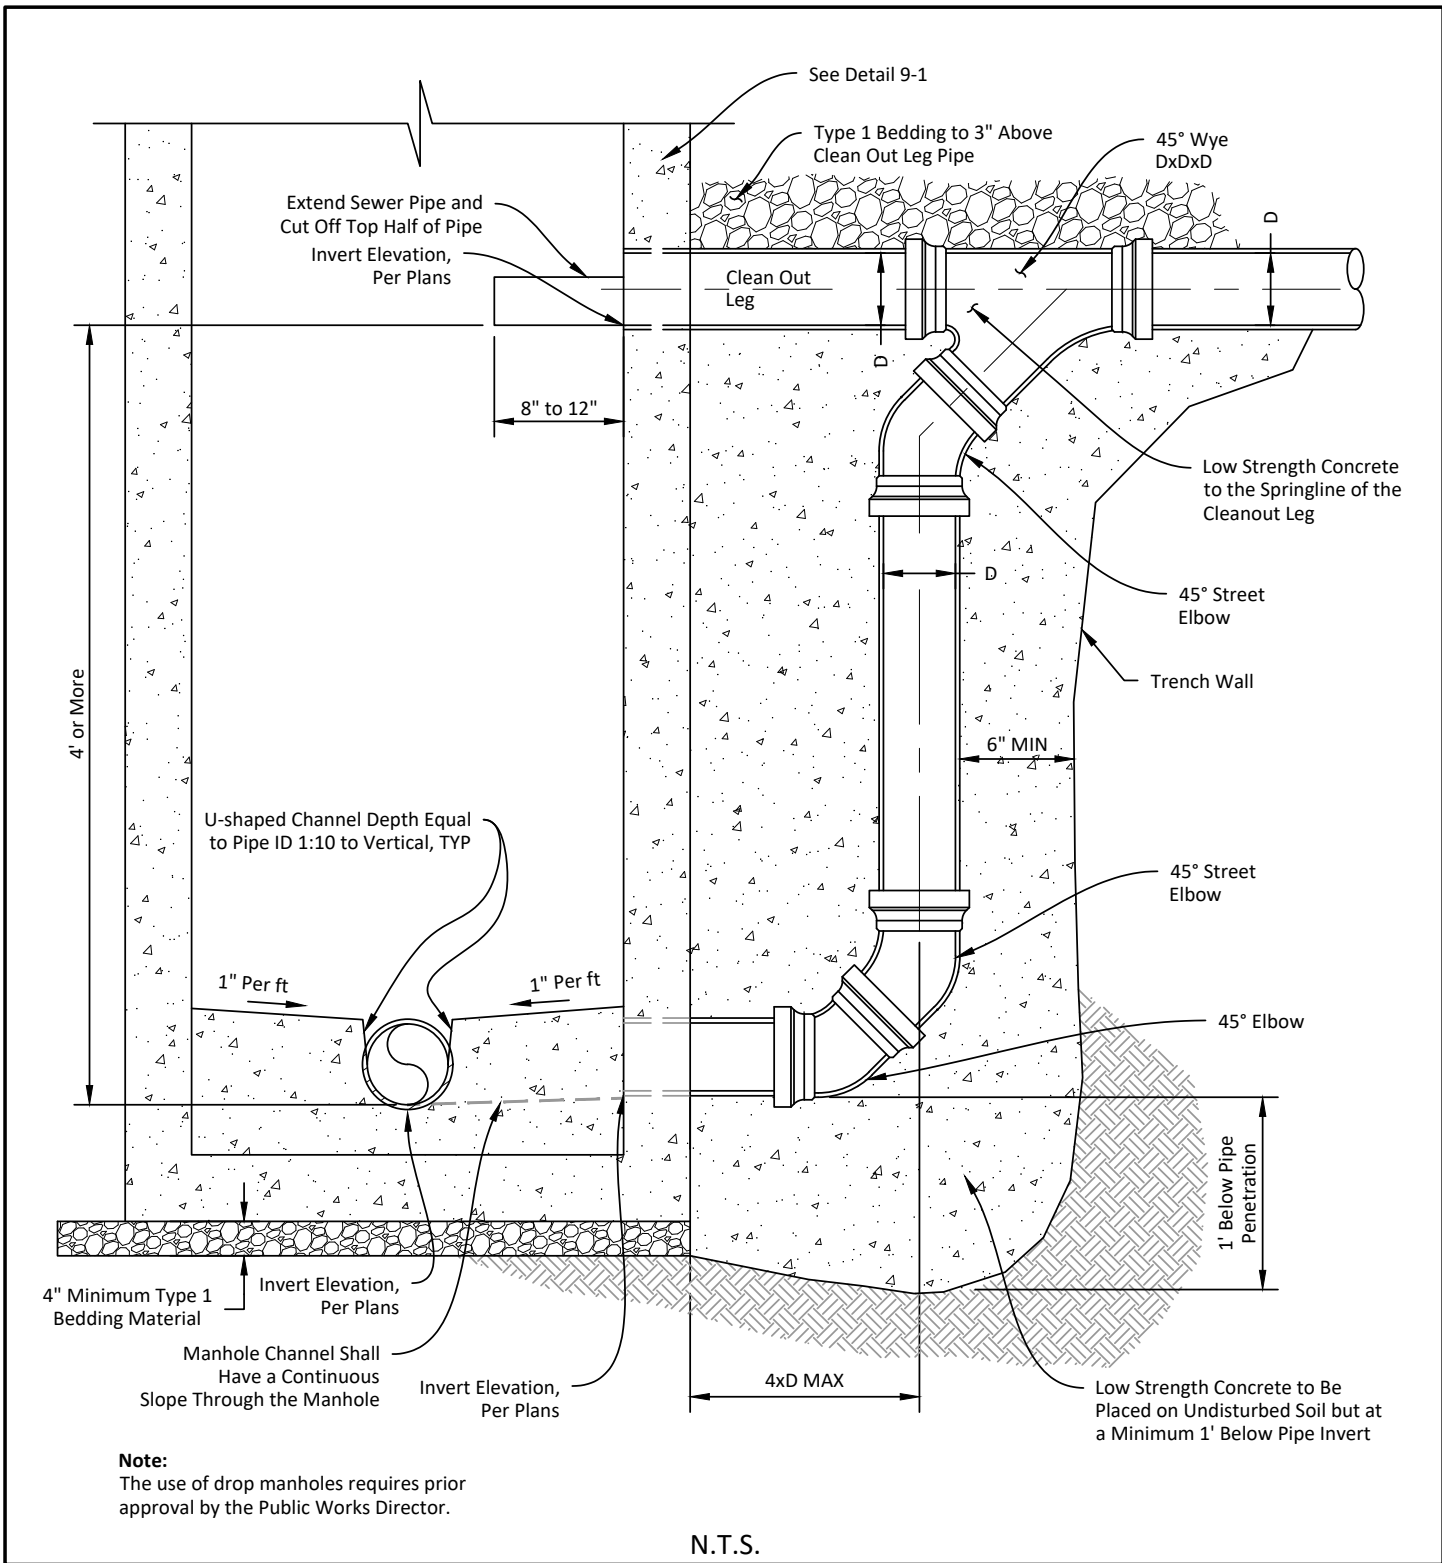 See Detail 9-1
Type 1 Bedding to 3" Above
Clean Out Leg Pipe
45° Wye
DxDxD
Extend Sewer Pipe and
Cut Off Top Half of Pipe
Invert Elevation,
Per Plans
Clean Out
Leg
D
D
8" to 12"
Low Strength Concrete
to the Springline of the
Cleanout Leg
D
45° Street
Elbow
Trench Wall
4' or More
6" MIN
U-shaped Channel Depth Equal
to Pipe ID 1:10 to Vertical, TYP
45° Street
Elbow
1" Per ft
1" Per ft
45° Elbow
1' Below Pipe
Penetration
4" Minimum Type 1
Bedding Material
Invert Elevation,
Per Plans
Manhole Channel Shall
Have a Continuous
Slope Through the Manhole
Invert Elevation,
Per Plans
4xD MAX
Low Strength Concrete to Be
Placed on Undisturbed Soil but at
a Minimum 1' Below Pipe Invert
Note:
The use of drop manholes requires prior
approval by the Public Works Director.
N.T.S.